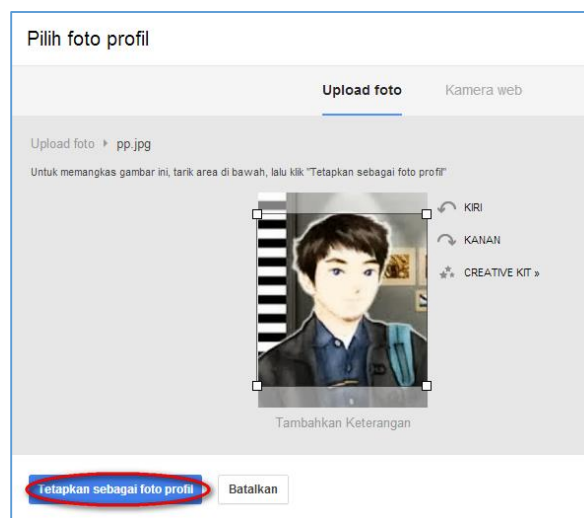 Pilih foto profil
Upload foto Kamera web
Upload foto pp.jpg
Untuk memangkas gambar ini, tarik area di bawah, lalu klik "Tetapkan sebagai foto profil"
KIRI
KANAN
CREATIVE KIT »
Tambahkan Keterangan
Tetapkan sebagai foto profil Batalkan